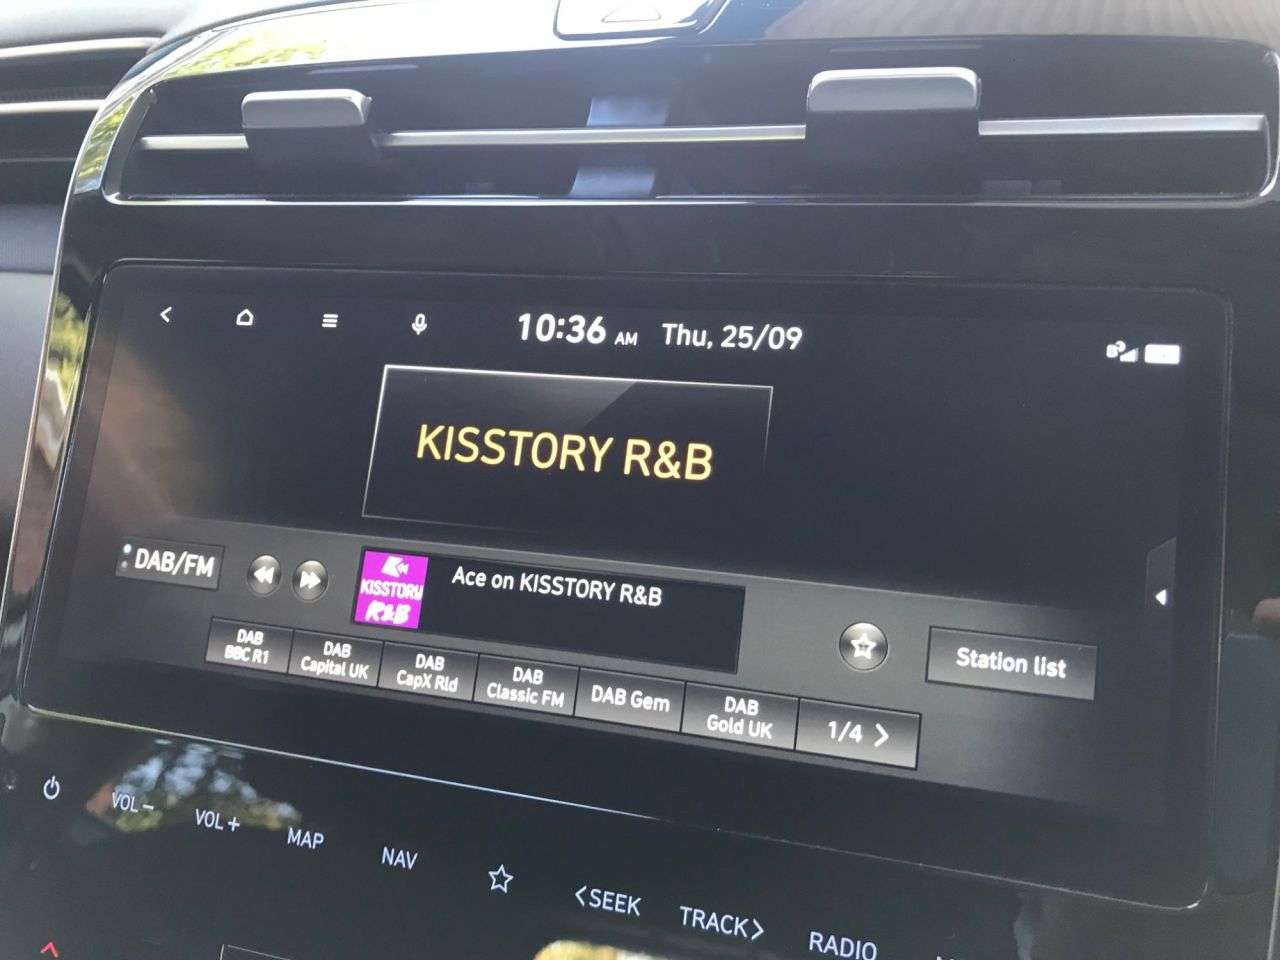 10:36 AM Thu, 25/09
KISSTORY R&B
DAB/FM
KISSTORY
R&B
Ace on KISSTORY R&B
Station list
DAB
BBC R1
DAB
Capital UK
DAB
CapX Rld
DAB
Classic FM
DAB Gem
DAB
Gold UK
1/4 >
VOL−
VOL+
MAP
NAV
<SEEK
TRACK>
RADIO